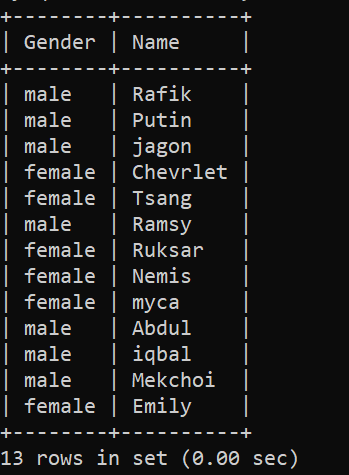 +--------+----------+
| Gender | Name     |
+--------+----------+
| male   | Rafik    |
| male   | Putin    |
| male   | jagon    |
| female | Chevrlet |
| female | Tsang    |
| male   | Ramsy    |
| female | Ruksar   |
| female | Nemis    |
| female | myca     |
| male   | Abdul    |
| male   | iqbal    |
| male   | Mekchoi  |
| female | Emily    |
+--------+----------+
13 rows in set (0.00 sec)